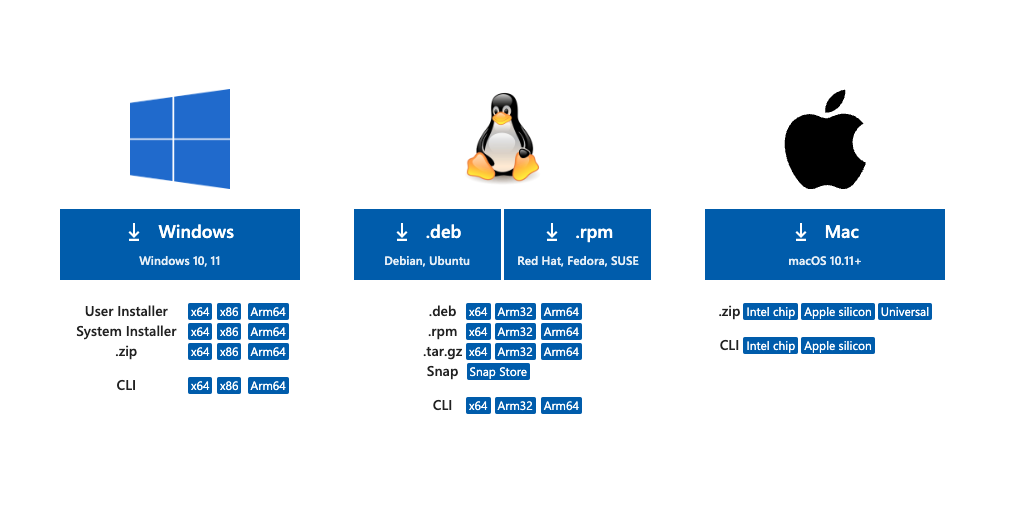 Windows
Windows 10, 11
User Installer x64 x86 Arm64
System Installer x64 x86 Arm64
.zip x64 x86 Arm64
CLI x64 x86 Arm64
.deb
Debian, Ubuntu
.rpm
Red Hat, Fedora, SUSE
.deb x64 Arm32 Arm64
.rpm x64 Arm32 Arm64
.tar.gz x64 Arm32 Arm64
Snap Snap Store
CLI x64 Arm32 Arm64
Mac
macOS 10.11+
.zip Intel chip Apple silicon Universal
CLI Intel chip Apple silicon